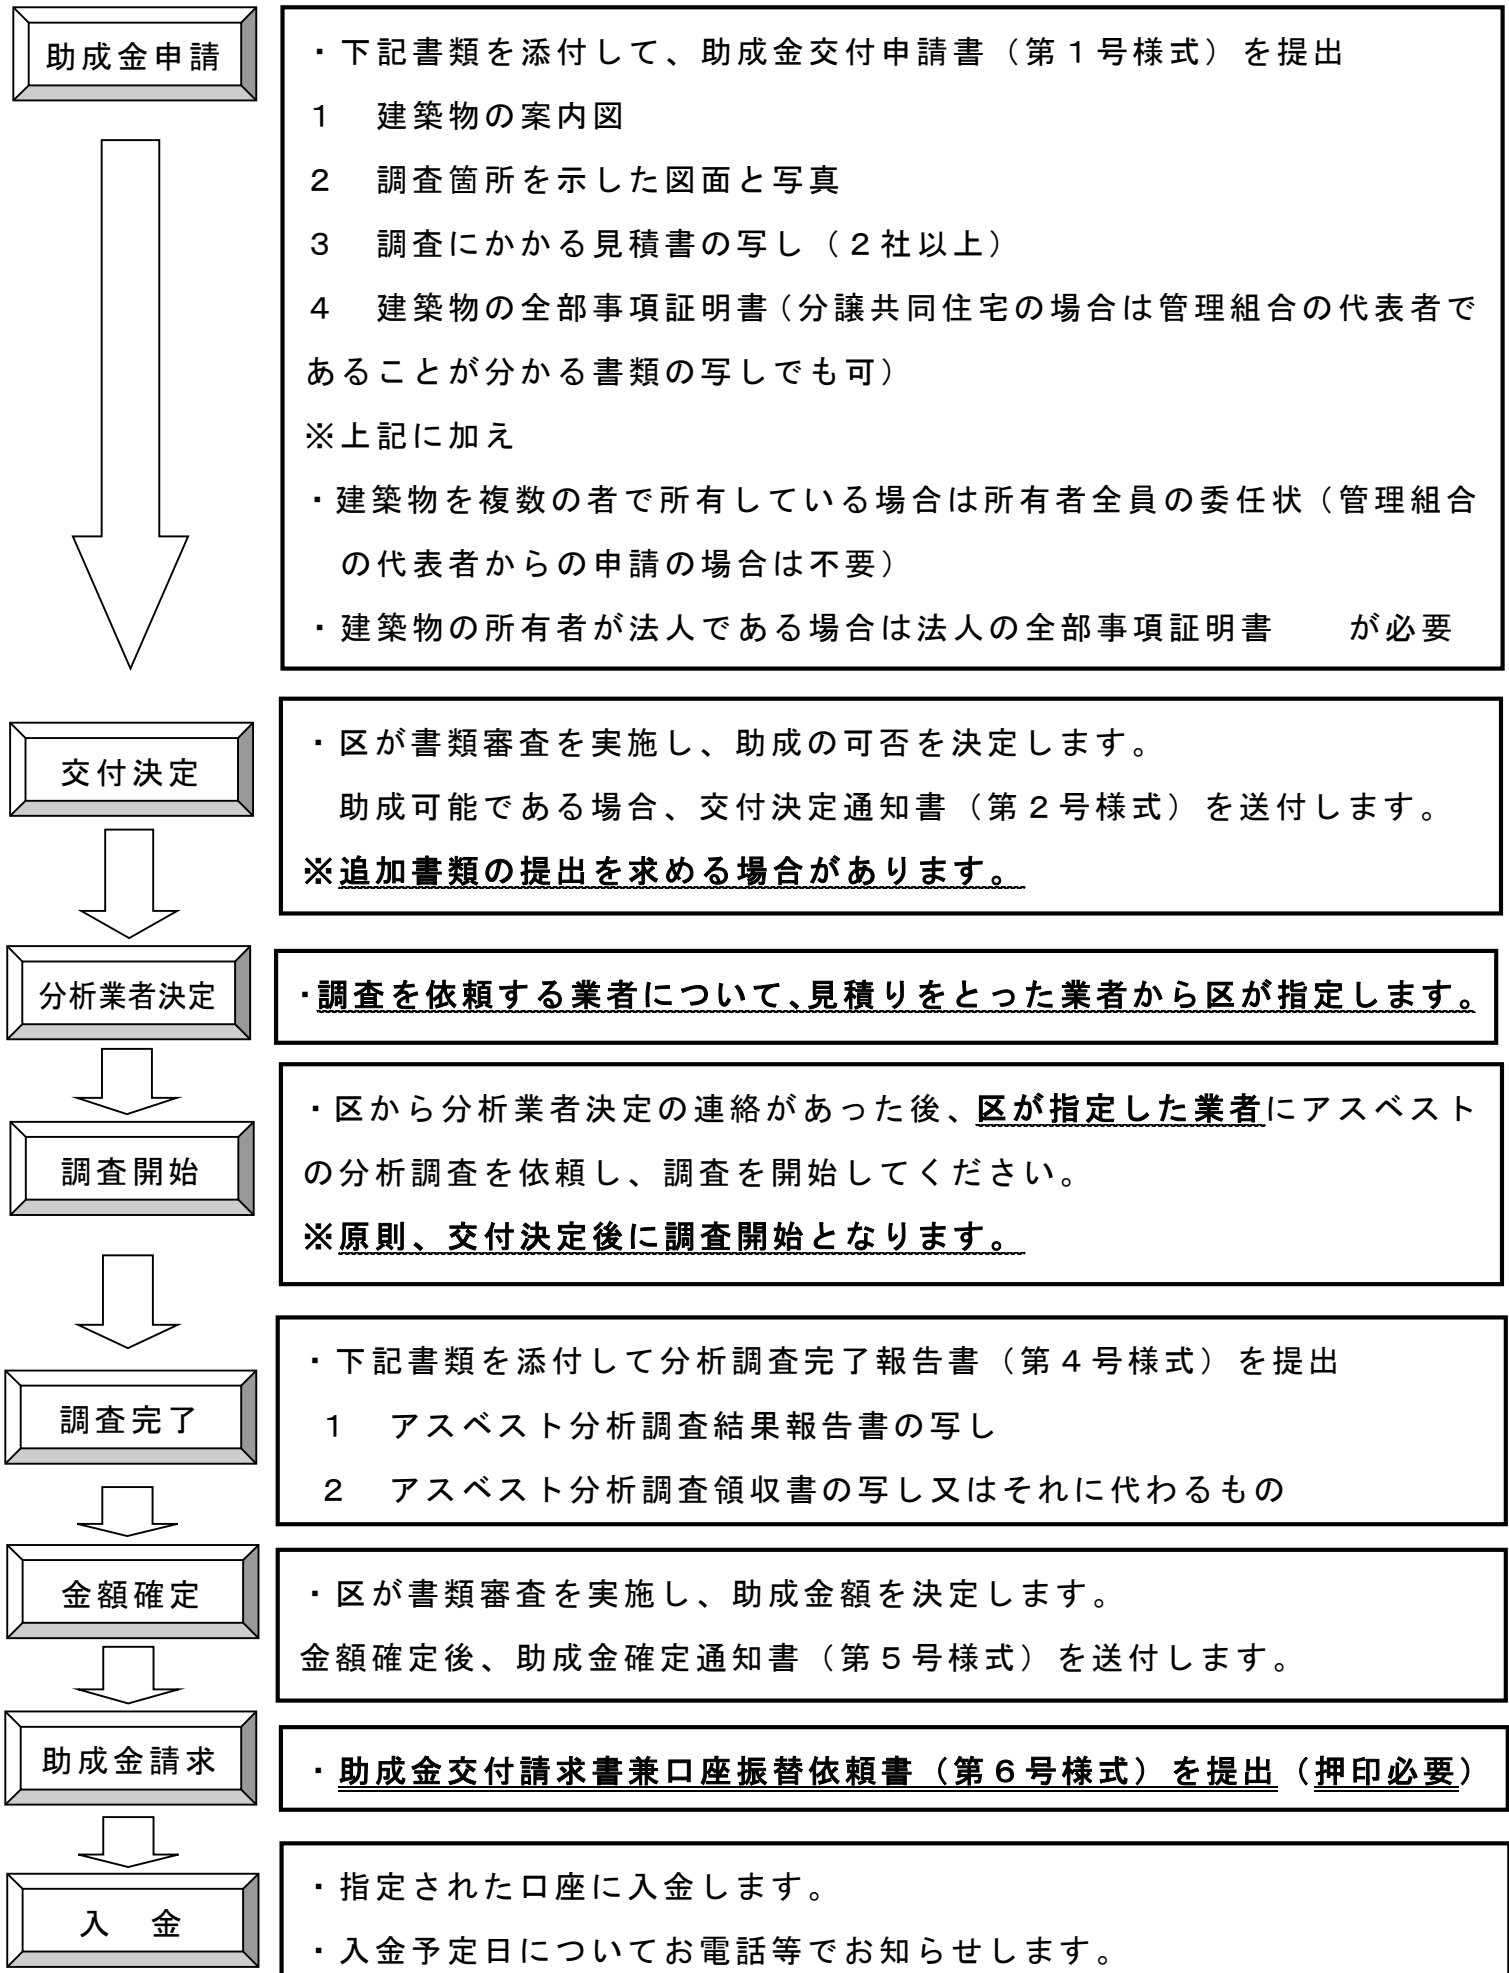 助成金申請
・下記書類を添付して、助成金交付申請書（第１号様式）を提出
１　建築物の案内図
２　調査箇所を示した図面と写真
３　調査にかかる見積書の写し（２社以上）
４　建築物の全部事項証明書（分譲共同住宅の場合は管理組合の代表者で
あることが分かる書類の写しでも可）
※上記に加え
・建築物を複数の者で所有している場合は所有者全員の委任状（管理組合
の代表者からの申請の場合は不要）
・建築物の所有者が法人である場合は法人の全部事項証明書　　が必要
交付決定
・区が書類審査を実施し、助成の可否を決定します。
助成可能である場合、交付決定通知書（第２号様式）を送付します。
※追加書類の提出を求める場合があります。
分析業者決定
・調査を依頼する業者について、見積りをとった業者から区が指定します。
調査開始
・区から分析業者決定の連絡があった後、区が指定した業者にアスベスト
の分析調査を依頼し、調査を開始してください。
※原則、交付決定後に調査開始となります。
調査完了
・下記書類を添付して分析調査完了報告書（第４号様式）を提出
１　アスベスト分析調査結果報告書の写し
２　アスベスト分析調査領収書の写し又はそれに代わるもの
金額確定
・区が書類審査を実施し、助成金額を決定します。
金額確定後、助成金確定通知書（第５号様式）を送付します。
助成金請求
・助成金交付請求書兼口座振替依頼書（第６号様式）を提出（押印必要）
入　金
・指定された口座に入金します。
・入金予定日についてお電話等でお知らせします。